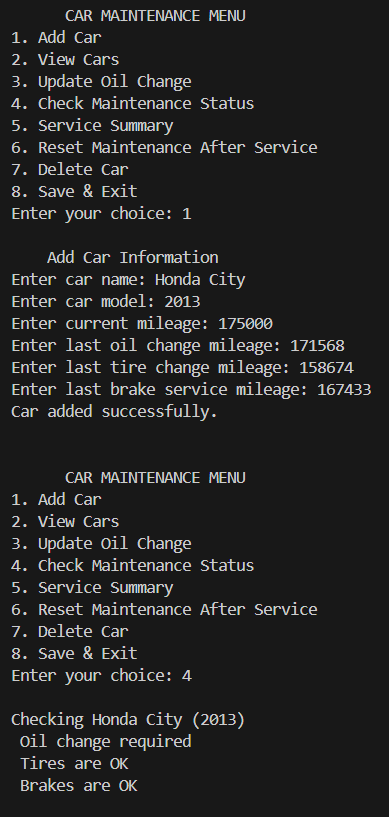 CAR MAINTENANCE MENU
1. Add Car
2. View Cars
3. Update Oil Change
4. Check Maintenance Status
5. Service Summary
6. Reset Maintenance After Service
7. Delete Car
8. Save & Exit
Enter your choice: 1
Add Car Information
Enter car name: Honda City
Enter car model: 2013
Enter current mileage: 175000
Enter last oil change mileage: 171568
Enter last tire change mileage: 158674
Enter last brake service mileage: 167433
Car added successfully.
CAR MAINTENANCE MENU
1. Add Car
2. View Cars
3. Update Oil Change
4. Check Maintenance Status
5. Service Summary
6. Reset Maintenance After Service
7. Delete Car
8. Save & Exit
Enter your choice: 4
Checking Honda City (2013)
Oil change required
Tires are OK
Brakes are OK